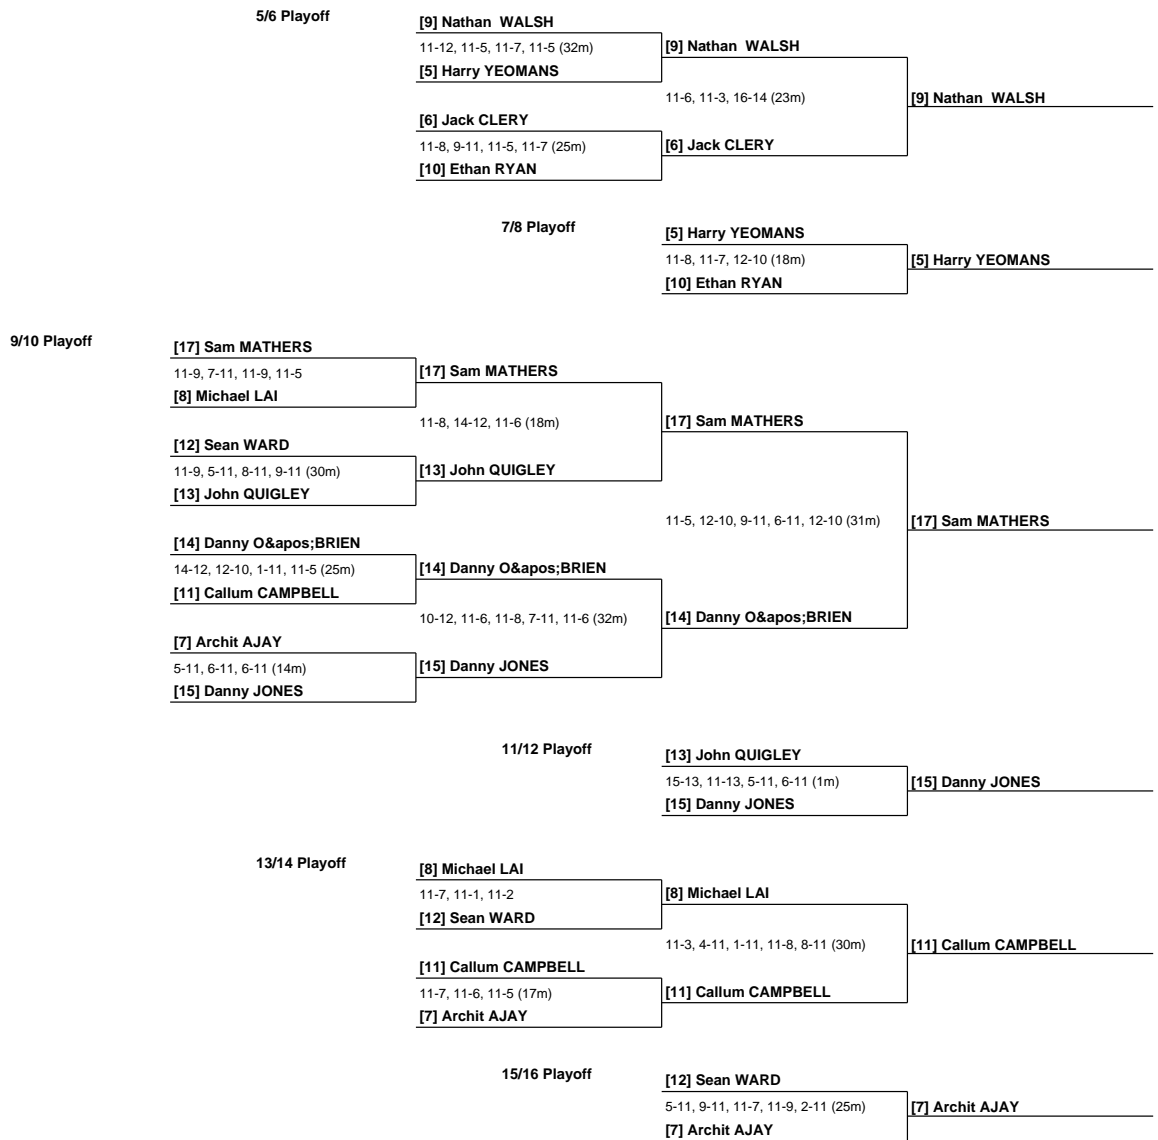 5/6 Playoff
[9] Nathan  WALSH
11-12, 11-5, 11-7, 11-5 (32m)
[5] Harry YEOMANS
[9] Nathan  WALSH
11-6, 11-3, 16-14 (23m)
[9] Nathan  WALSH
[6] Jack CLERY
11-8, 9-11, 11-5, 11-7 (25m)
[10] Ethan RYAN
[6] Jack CLERY
7/8 Playoff
[5] Harry YEOMANS
11-8, 11-7, 12-10 (18m)
[10] Ethan RYAN
[5] Harry YEOMANS
9/10 Playoff
[17] Sam MATHERS
11-9, 7-11, 11-9, 11-5
[8] Michael LAI
[17] Sam MATHERS
11-8, 14-12, 11-6 (18m)
[17] Sam MATHERS
[12] Sean WARD
11-9, 5-11, 8-11, 9-11 (30m)
[13] John QUIGLEY
[13] John QUIGLEY
11-5, 12-10, 9-11, 6-11, 12-10 (31m)
[17] Sam MATHERS
[14] Danny O&apos;BRIEN
14-12, 12-10, 1-11, 11-5 (25m)
[11] Callum CAMPBELL
[14] Danny O&apos;BRIEN
10-12, 11-6, 11-8, 7-11, 11-6 (32m)
[14] Danny O&apos;BRIEN
[7] Archit AJAY
5-11, 6-11, 6-11 (14m)
[15] Danny JONES
[15] Danny JONES
11/12 Playoff
[13] John QUIGLEY
15-13, 11-13, 5-11, 6-11 (1m)
[15] Danny JONES
[15] Danny JONES
13/14 Playoff
[8] Michael LAI
11-7, 11-1, 11-2
[12] Sean WARD
[8] Michael LAI
11-3, 4-11, 1-11, 11-8, 8-11 (30m)
[11] Callum CAMPBELL
[11] Callum CAMPBELL
11-7, 11-6, 11-5 (17m)
[7] Archit AJAY
[11] Callum CAMPBELL
15/16 Playoff
[12] Sean WARD
5-11, 9-11, 11-7, 11-9, 2-11 (25m)
[7] Archit AJAY
[7] Archit AJAY